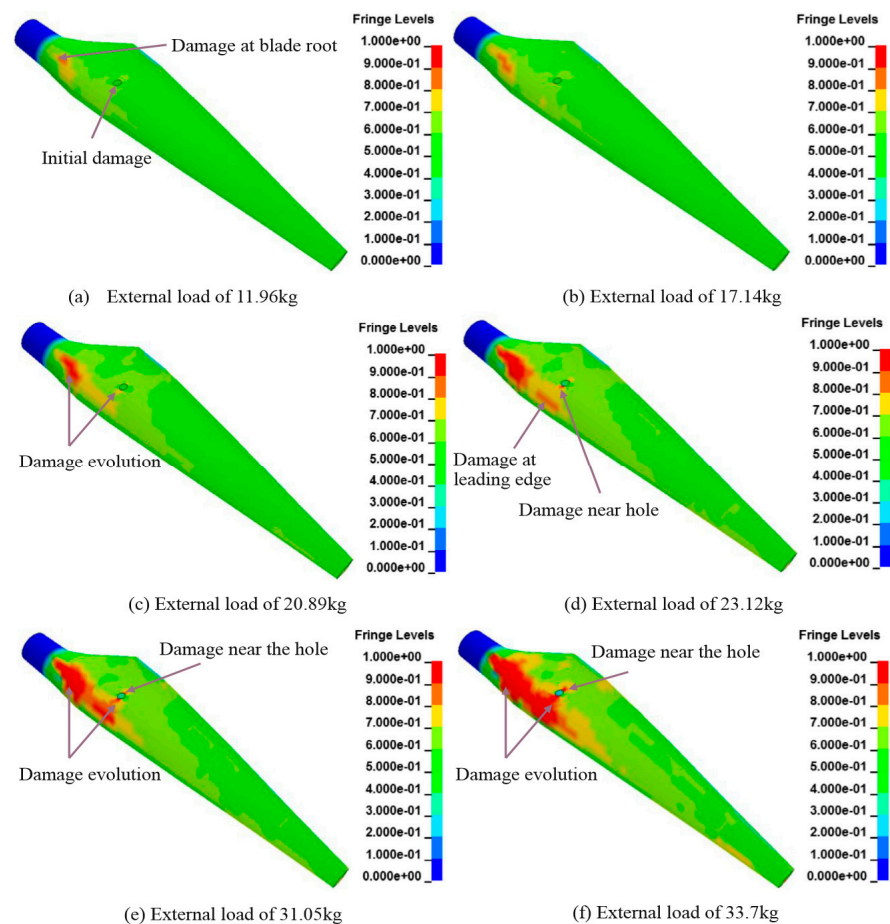 Fringe Levels
1.000e+00
9.000e-01
8.000e-01
7.000e-01
6.000e-01
5.000e-01
4.000e-01
3.000e-01
2.000e-01
1.000e-01
0.000e+00
Damage at blade root
Initial damage
(a) External load of 11.96kg
Fringe Levels
1.000e+00
9.000e-01
8.000e-01
7.000e-01
6.000e-01
5.000e-01
4.000e-01
3.000e-01
2.000e-01
1.000e-01
0.000e+00
(b) External load of 17.14kg
Fringe Levels
1.000e+00
9.000e-01
8.000e-01
7.000e-01
6.000e-01
5.000e-01
4.000e-01
3.000e-01
2.000e-01
1.000e-01
0.000e+00
Damage evolution
(c) External load of 20.89kg
Fringe Levels
1.000e+00
9.000e-01
8.000e-01
7.000e-01
6.000e-01
5.000e-01
4.000e-01
3.000e-01
2.000e-01
1.000e-01
0.000e+00
Damage at
leading edge
Damage near hole
(d) External load of 23.12kg
Fringe Levels
1.000e+00
9.000e-01
8.000e-01
7.000e-01
6.000e-01
5.000e-01
4.000e-01
3.000e-01
2.000e-01
1.000e-01
0.000e+00
Damage near the hole
Damage evolution
(e) External load of 31.05kg
Fringe Levels
1.000e+00
9.000e-01
8.000e-01
7.000e-01
6.000e-01
5.000e-01
4.000e-01
3.000e-01
2.000e-01
1.000e-01
0.000e+00
Damage near the hole
Damage evolution
(f) External load of 33.7kg